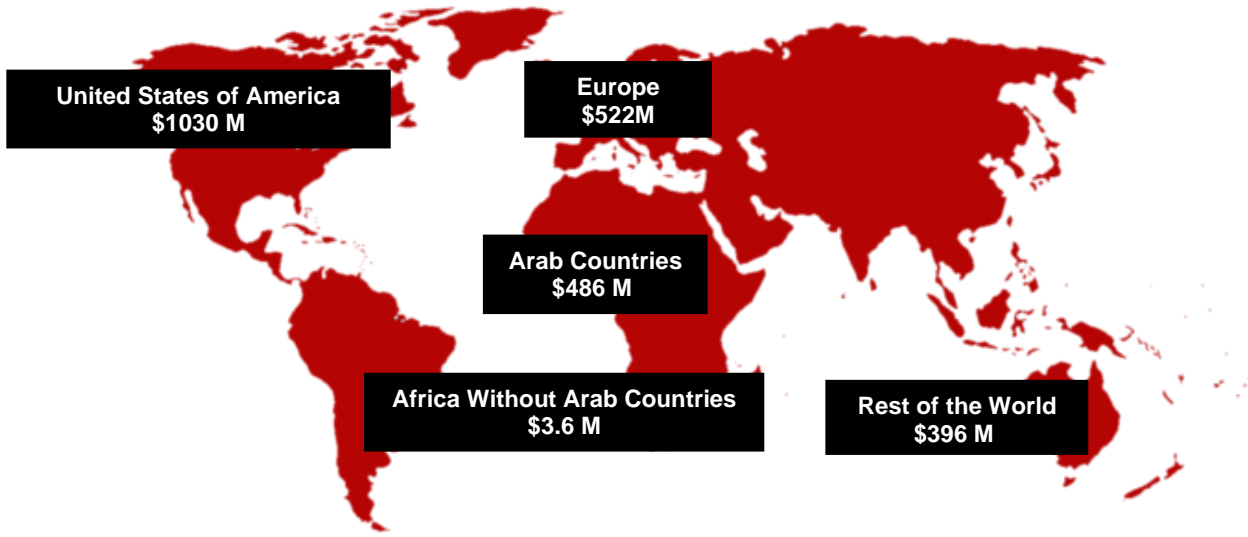 United States of America
$1030 M
Europe
$522M
Arab Countries
$486 M
Africa Without Arab Countries
$3.6 M
Rest of the World
$396 M